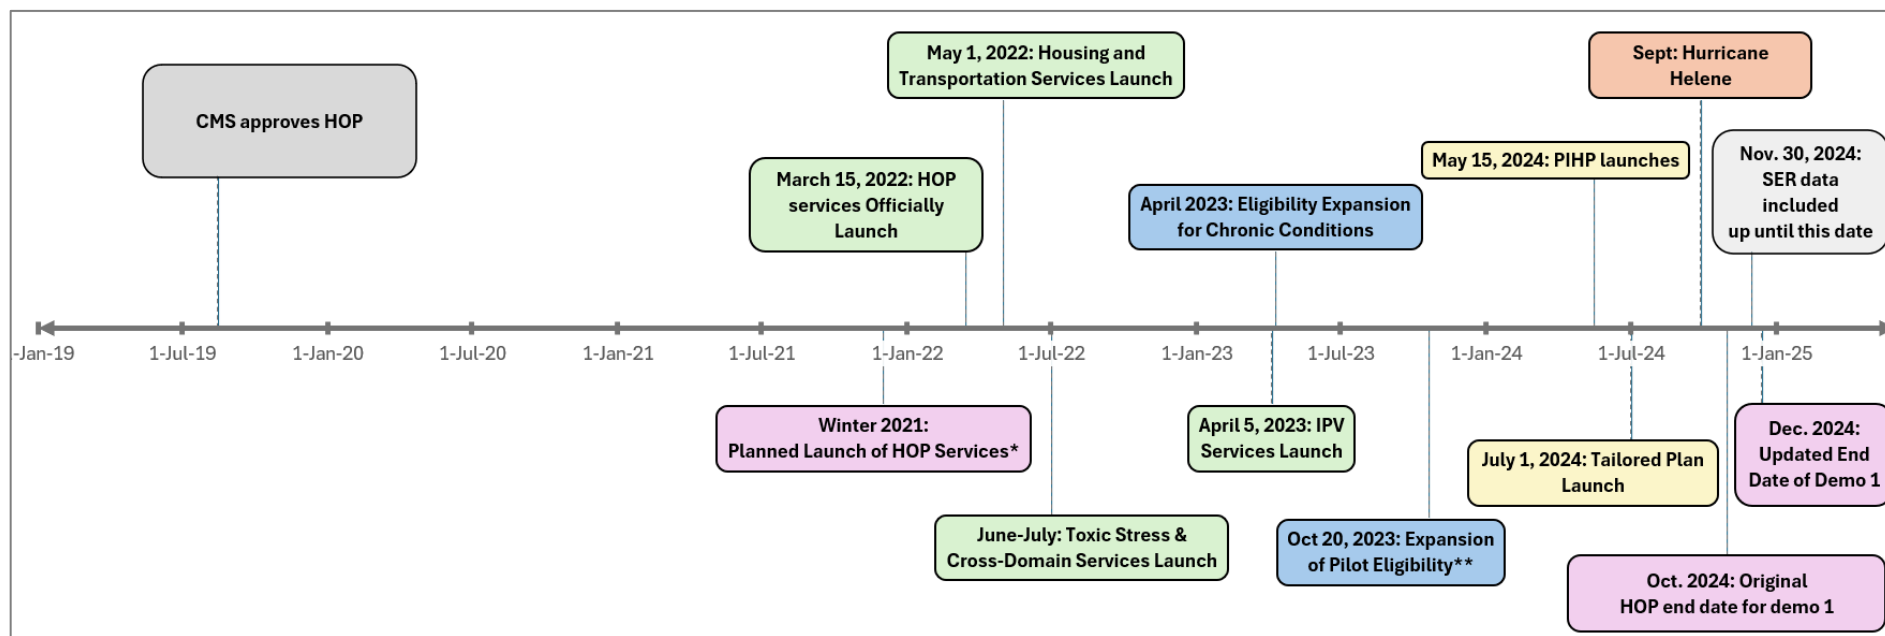 May 1, 2022: Housing and
Transportation Services Launch
Sept: Hurricane
Helene
CMS approves HOP
March 15, 2022: HOP
services Officially
Launch
April 2023: Eligibility Expansion
for Chronic Conditions
May 15, 2024: PIHP launches
Nov. 30, 2024:
SER data
included
up until this date
-Jan-19
1-Jul-19
1-Jan-20
1-Jul-20
1-Jan-21
1-Jul-21
1-Jan-22
1-Jul-22
1-Jan-23
1-Jul-23
1-Jan-24
1-Jul-24
1-Jan-25
Winter 2021:
Planned Launch of HOP Services*
April 5, 2023: IPV
Services Launch
July 1, 2024: Tailored Plan
Launch
Dec. 2024:
Updated End
Date of Demo 1
June-July: Toxic Stress &
Cross-Domain Services Launch
Oct 20, 2023: Expansion
of Pilot Eligibility**
Oct. 2024: Original
HOP end date for demo 1